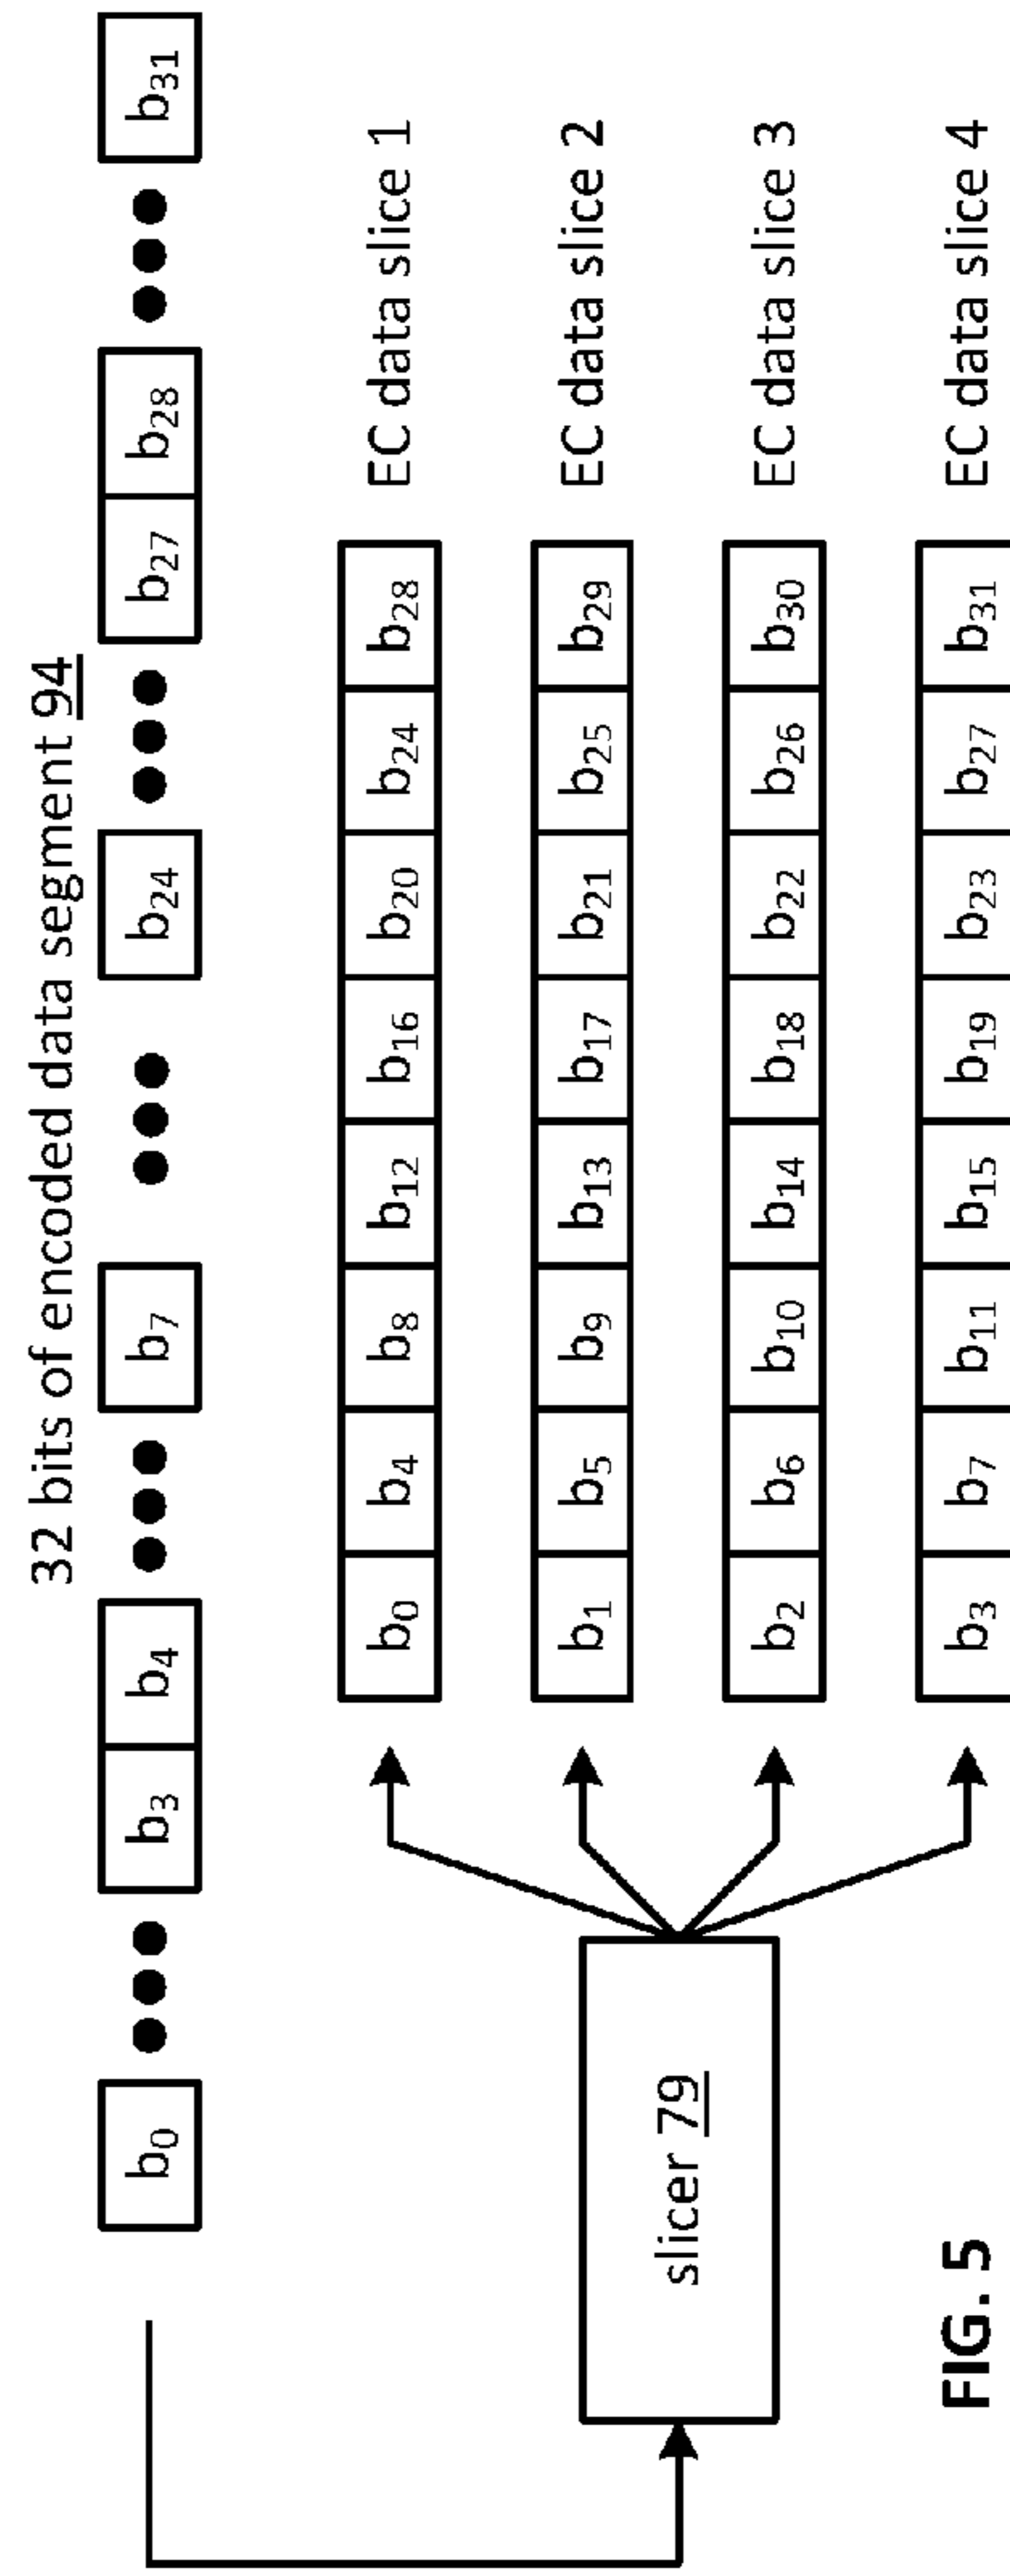 32 bits of encoded data segment 94
b0 b3 b4 b7 b24 b27 b28 b31
b0 b4 b8 b12 b16 b20 b24 b28 EC data slice 1
b1 b5 b9 b13 b17 b21 b25 b29 EC data slice 2
slicer 79
b2 b6 b10 b14 b18 b22 b26 b30 EC data slice 3
b3 b7 b11 b15 b19 b23 b27 b31 EC data slice 4
FIG. 5